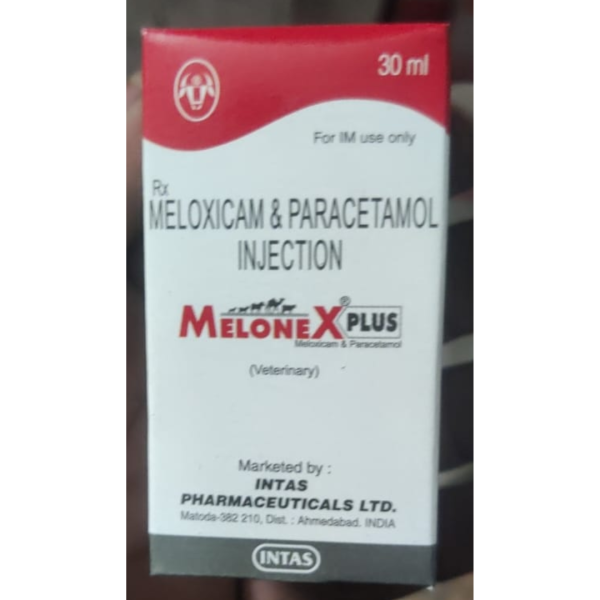 30 ml
For IM use only
Rx
MELOXICAM & PARACETAMOL
INJECTION
MELONEX® PLUS
Meloxicam & Paracetamol
(Veterinary)
Marketed by :
INTAS
PHARMACEUTICALS LTD.
Matoda-382 210, Dist. : Ahmedabad. INDIA
INTAS